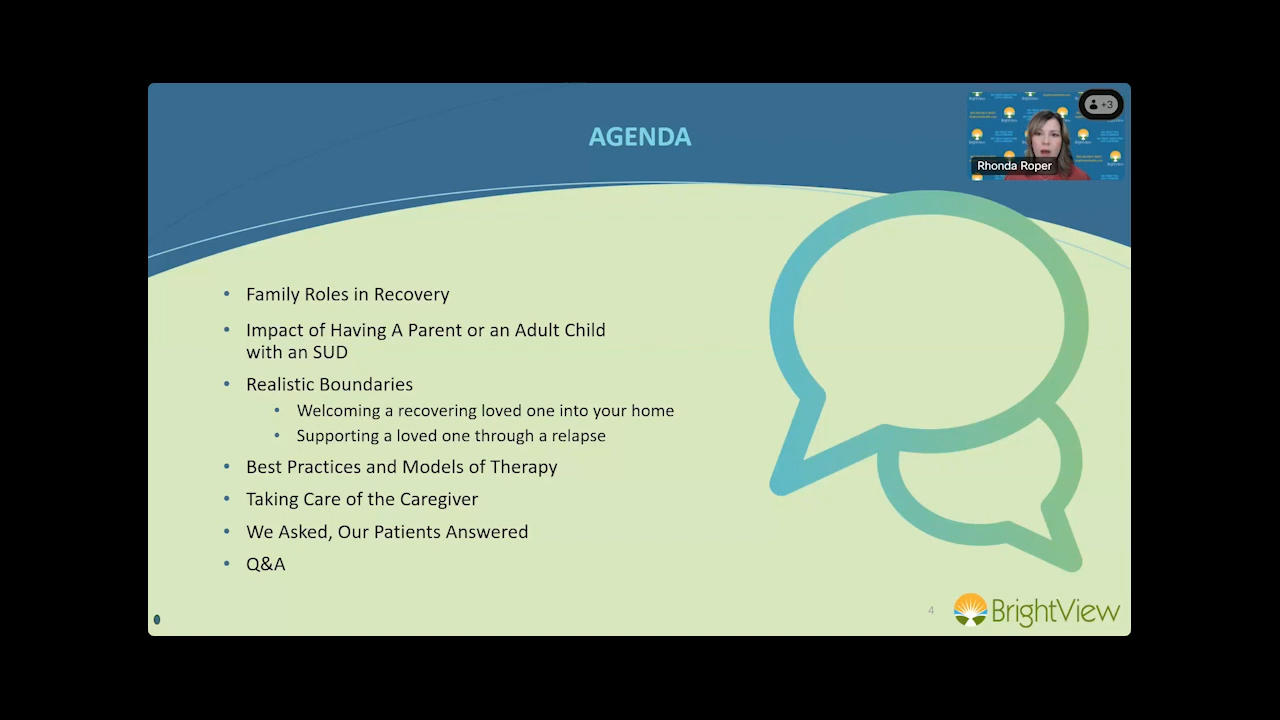 AGENDA
+3
Rhonda Roper
Family Roles in Recovery
Impact of Having A Parent or an Adult Child
with an SUD
Realistic Boundaries
Welcoming a recovering loved one into your home
Supporting a loved one through a relapse
Best Practices and Models of Therapy
Taking Care of the Caregiver
We Asked, Our Patients Answered
Q&A
4
BrightView